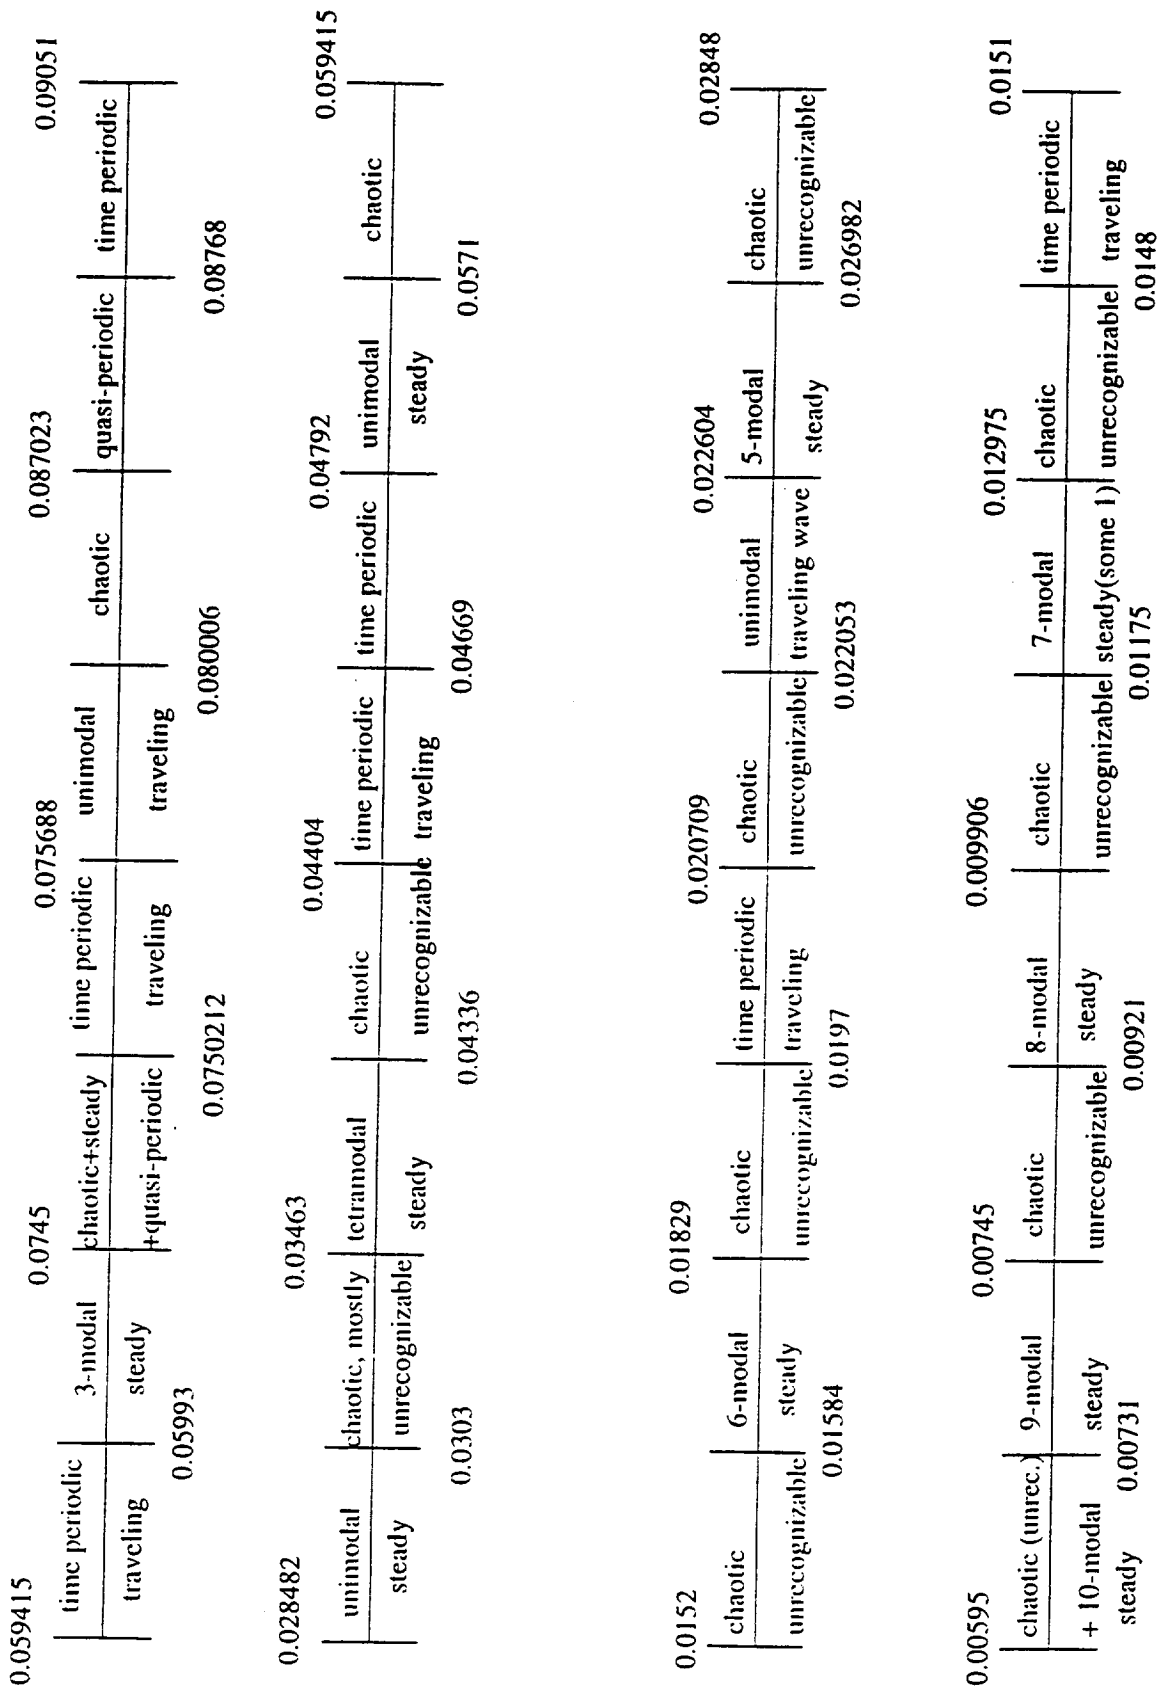 0.059415 0.0745 0.075688 0.087023 0.09051
time periodic 3-modal chaotic+steady time periodic unimodal chaotic quasi-periodic time periodic
traveling steady +quasi-periodic traveling traveling
0.05993 0.0750212 0.080006 0.08768
0.028482 0.03463 0.04404 0.04792 0.059415
unimodal chaotic, mostly tetramodal chaotic time periodic time periodic unimodal chaotic
steady unrecognizable steady unrecognizable traveling steady
0.0303 0.04336 0.04669 0.0571
0.0152 0.01829 0.020709 0.022604 0.02848
chaotic 6-modal chaotic time periodic chaotic unimodal 5-modal chaotic
unrecognizable steady unrecognizable traveling unrecognizable traveling wave steady unrecognizable
0.01584 0.0197 0.022053 0.026982
0.00595 0.00745 0.009906 0.012975 0.0151
chaotic (unrec.) 9-modal chaotic 8-modal chaotic 7-modal chaotic time periodic
+ 10-modal steady unrecognizable steady unrecognizable steady(some 1) unrecognizable traveling
steady 0.00731 0.00921 0.01175 0.0148